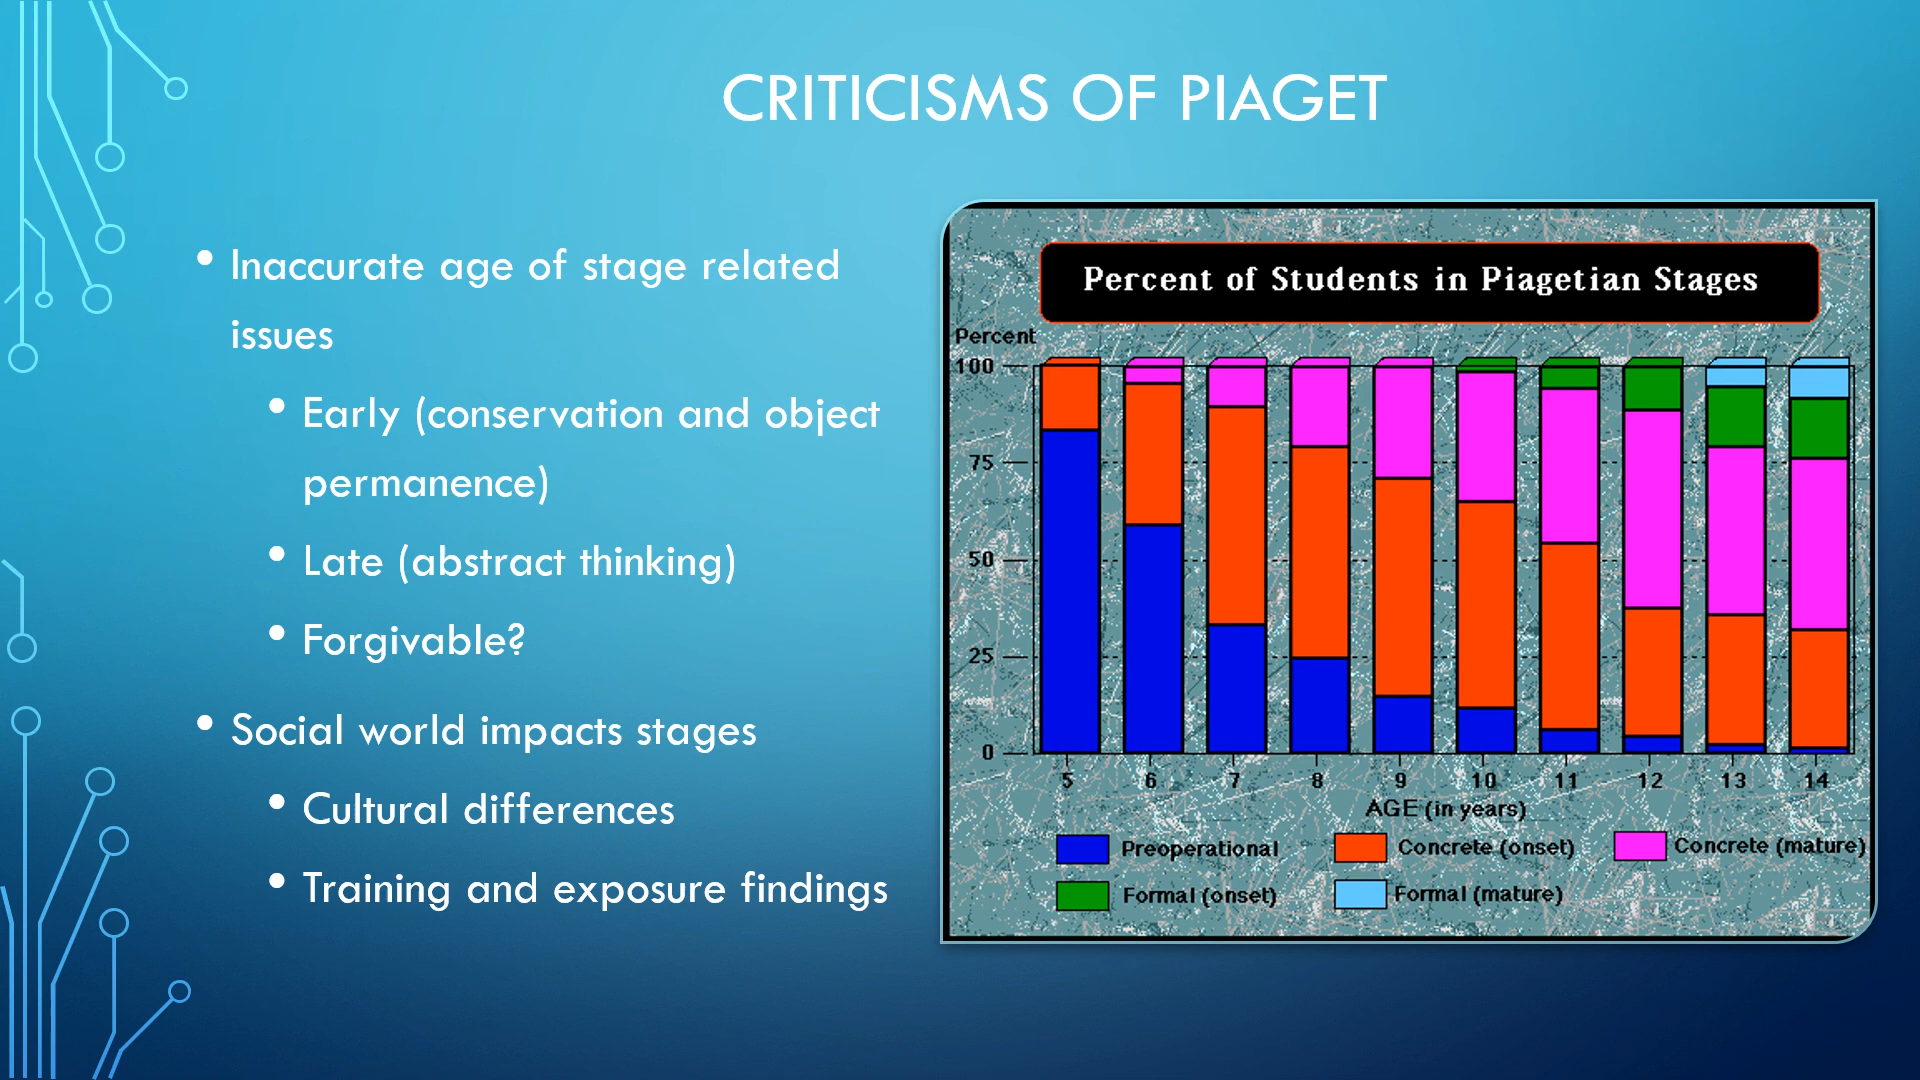 CRITICISMS OF PIAGET
• Inaccurate age of stage related
issues
• Early (conservation and object
permanence)
• Late (abstract thinking)
• Forgivable?
• Social world impacts stages
• Cultural differences
• Training and exposure findings
Percent of Students in Piagetian Stages
Percent
100
75
50
25
0
5 6 7 8 9 10 11 12 13 14
AGE (in years)
Preoperational Concrete (onset) Concrete (mature)
Formal (onset) Formal (mature)